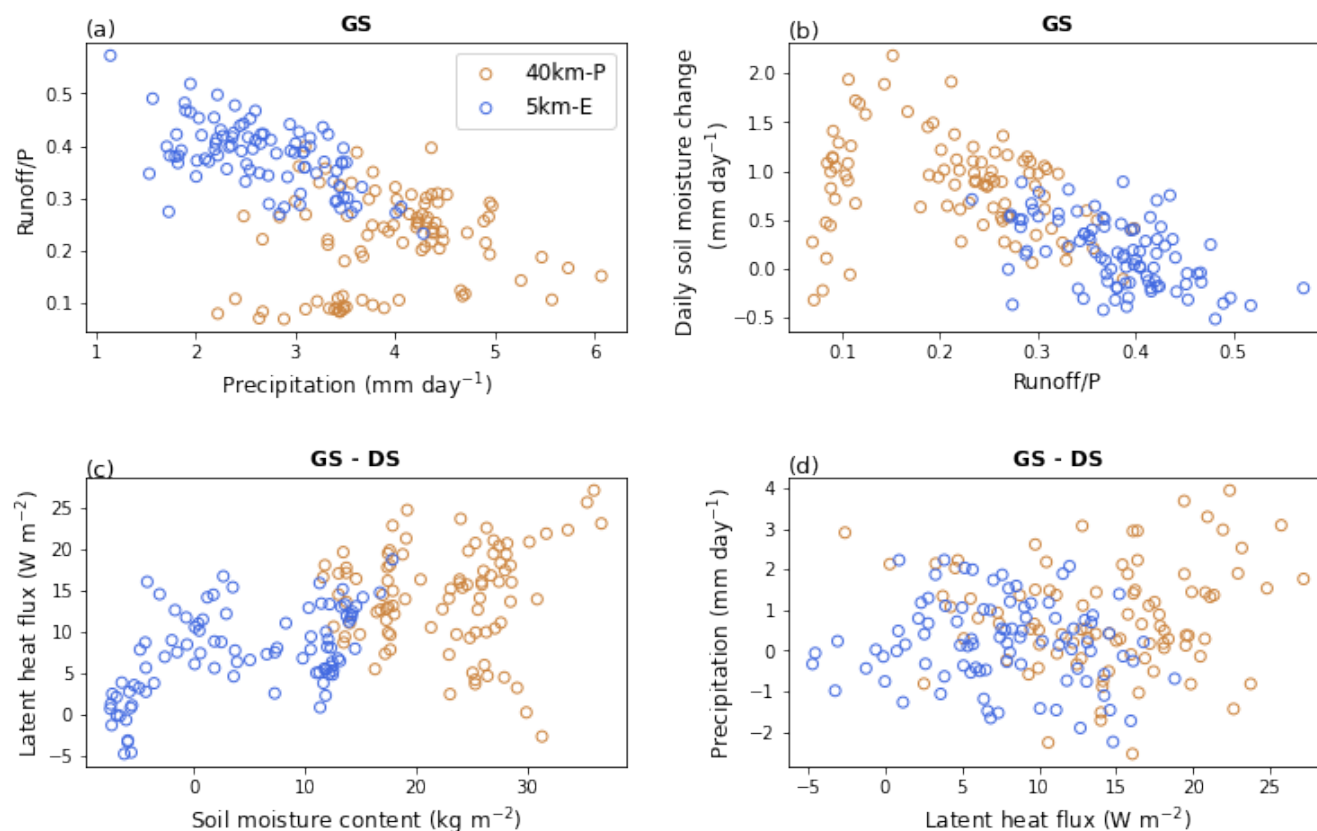 (a)
GS
40km-P
5km-E
0.5
0.4
0.3
0.2
0.1
Runoff/P
1
2
3
4
5
6
Precipitation (mm day⁻¹)
(b)
GS
2.0
1.5
1.0
0.5
0.0
−0.5
Daily soil moisture change
(mm day⁻¹)
0.1
0.2
0.3
0.4
0.5
Runoff/P
(c)
GS - DS
25
20
15
10
5
0
−5
Latent heat flux (W m⁻²)
0
10
20
30
Soil moisture content (kg m⁻²)
(d)
GS - DS
4
3
2
1
0
−1
−2
Precipitation (mm day⁻¹)
−5
0
5
10
15
20
25
Latent heat flux (W m⁻²)